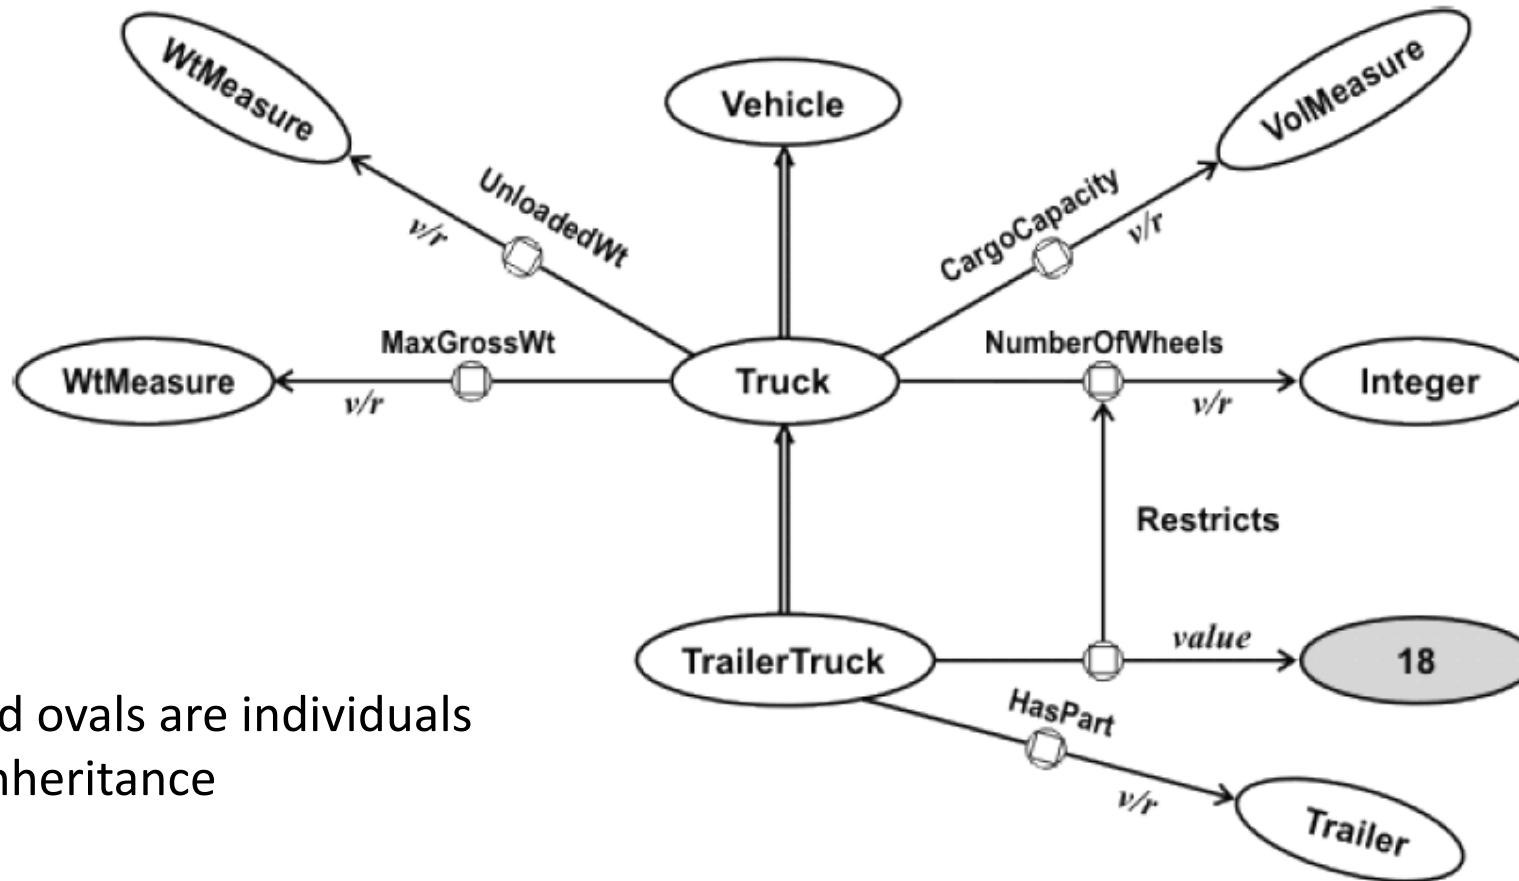 WtMeasure
Vehicle
VolMeasure
UnloadedWt
v/r
CargoCapacity
v/r
MaxGrossWt
NumberOfWheels
WtMeasure
v/r
Truck
v/r
Integer
Restricts
TrailerTruck
value
18
d ovals are individuals
HasPart
nheritance
v/r
Trailer